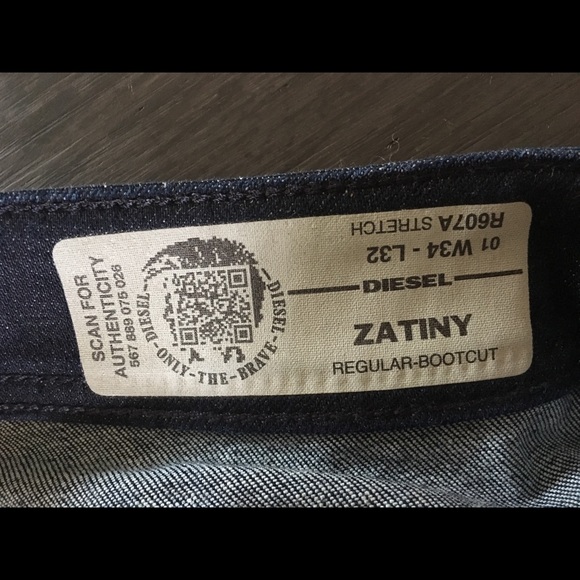 SCAN FOR
AUTHENTICITY
567 889 075 026
DIESEL - ONLY-THE-BRAVE - DIESEL
01 W34 - L32
R607A STRETCH
DIESEL
ZATINY
REGULAR-BOOTCUT